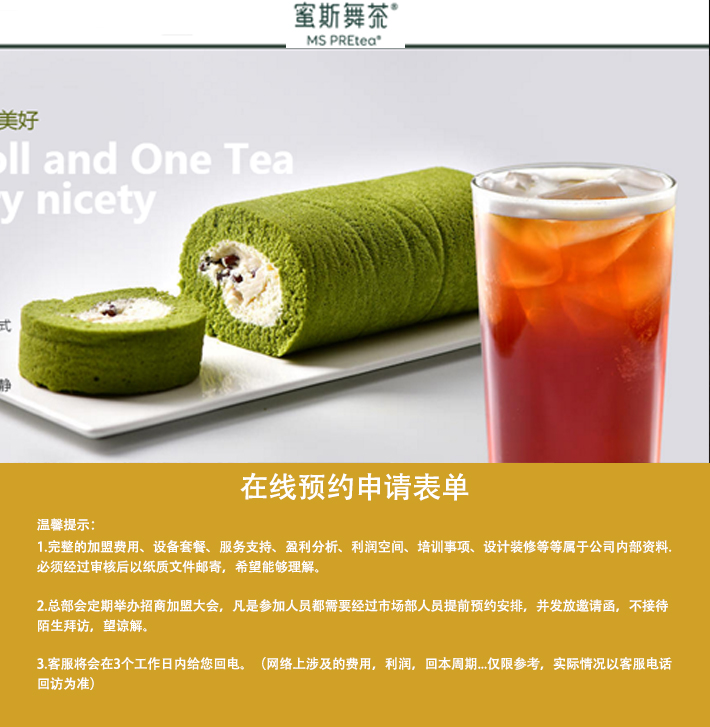 蜜斯舞茶®
MS PREtea®
美好
oll and One Tea
y nicety
式
静
在线预约申请表单
温馨提示：
1.完整的加盟费用、设备套餐、服务支持、盈利分析、利润空间、培训事项、设计装修等等属于公司内部资料.
必须经过审核后以纸质文件邮寄，希望能够理解。
2.总部会定期举办招商加盟大会，凡是参加人员都需要经过市场部人员提前预约安排，并发放邀请函，不接待
陌生拜访，望谅解。
3.客服将会在3个工作日内给您回电。（网络上涉及的费用，利润，回本周期...仅限参考，实际情况以客服电话
回访为准）